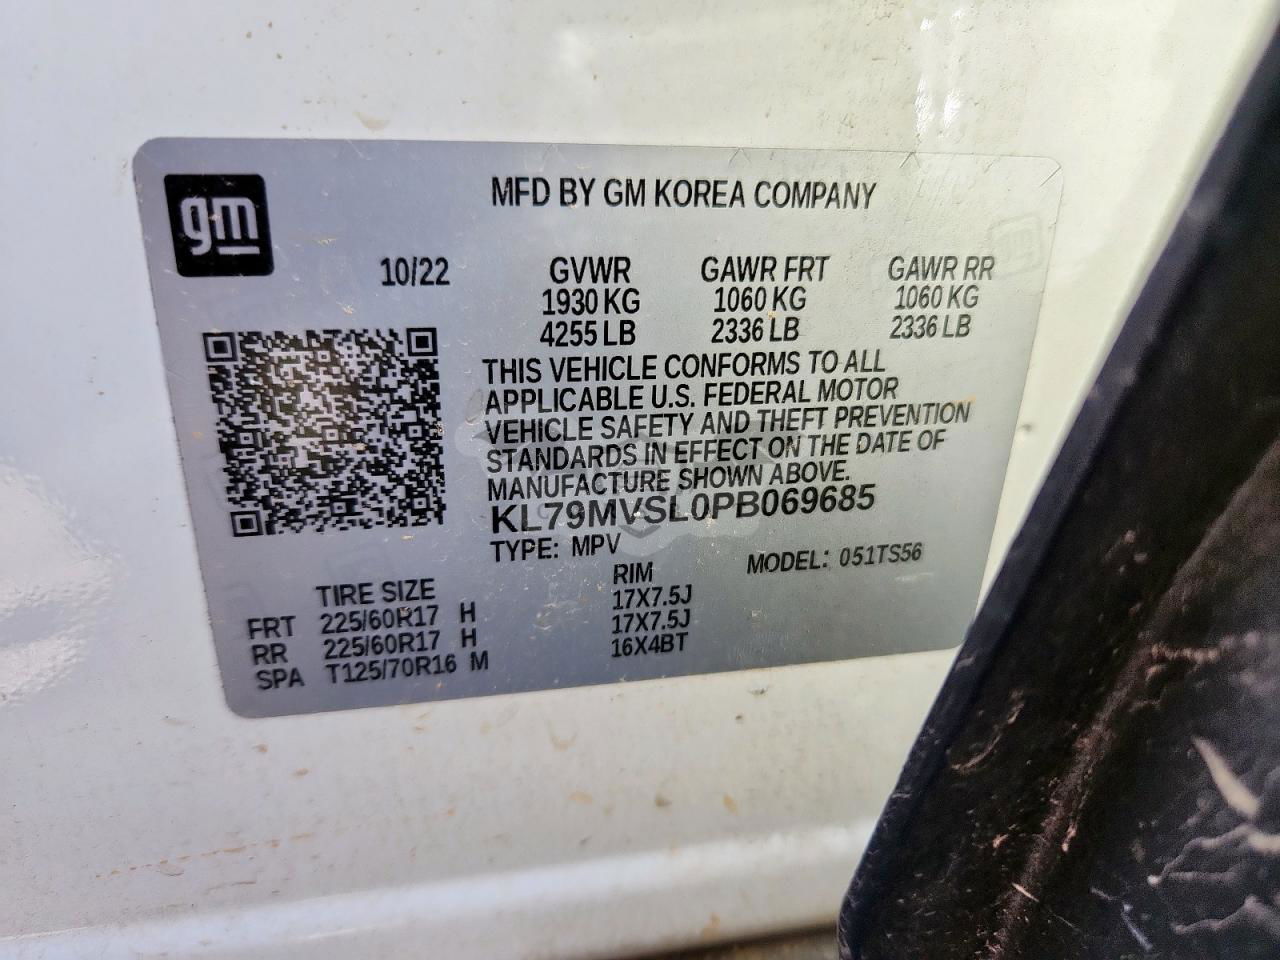 gm
MFD BY GM KOREA COMPANY
10/22 GVWR GAWR FRT GAWR RR
1930 KG 1060 KG 1060 KG
4255 LB 2336 LB 2336 LB
THIS VEHICLE CONFORMS TO ALL
APPLICABLE U.S. FEDERAL MOTOR
VEHICLE SAFETY AND THEFT PREVENTION
STANDARDS IN EFFECT ON THE DATE OF
MANUFACTURE SHOWN ABOVE.
KL79MVSL0PB069685
TYPE: MPV MODEL: 051TS56
TIRE SIZE RIM
FRT 225/60R17 H 17X7.5J
RR 225/60R17 H 17X7.5J
SPA T125/70R16 M 16X4BT